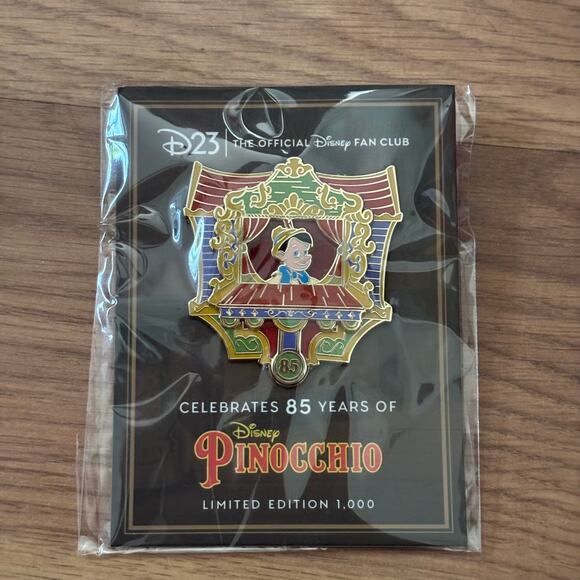 D23 | THE OFFICIAL Disney FAN CLUB
85
CELEBRATES 85 YEARS OF
Disney
PINOCCHIO
LIMITED EDITION 1,000